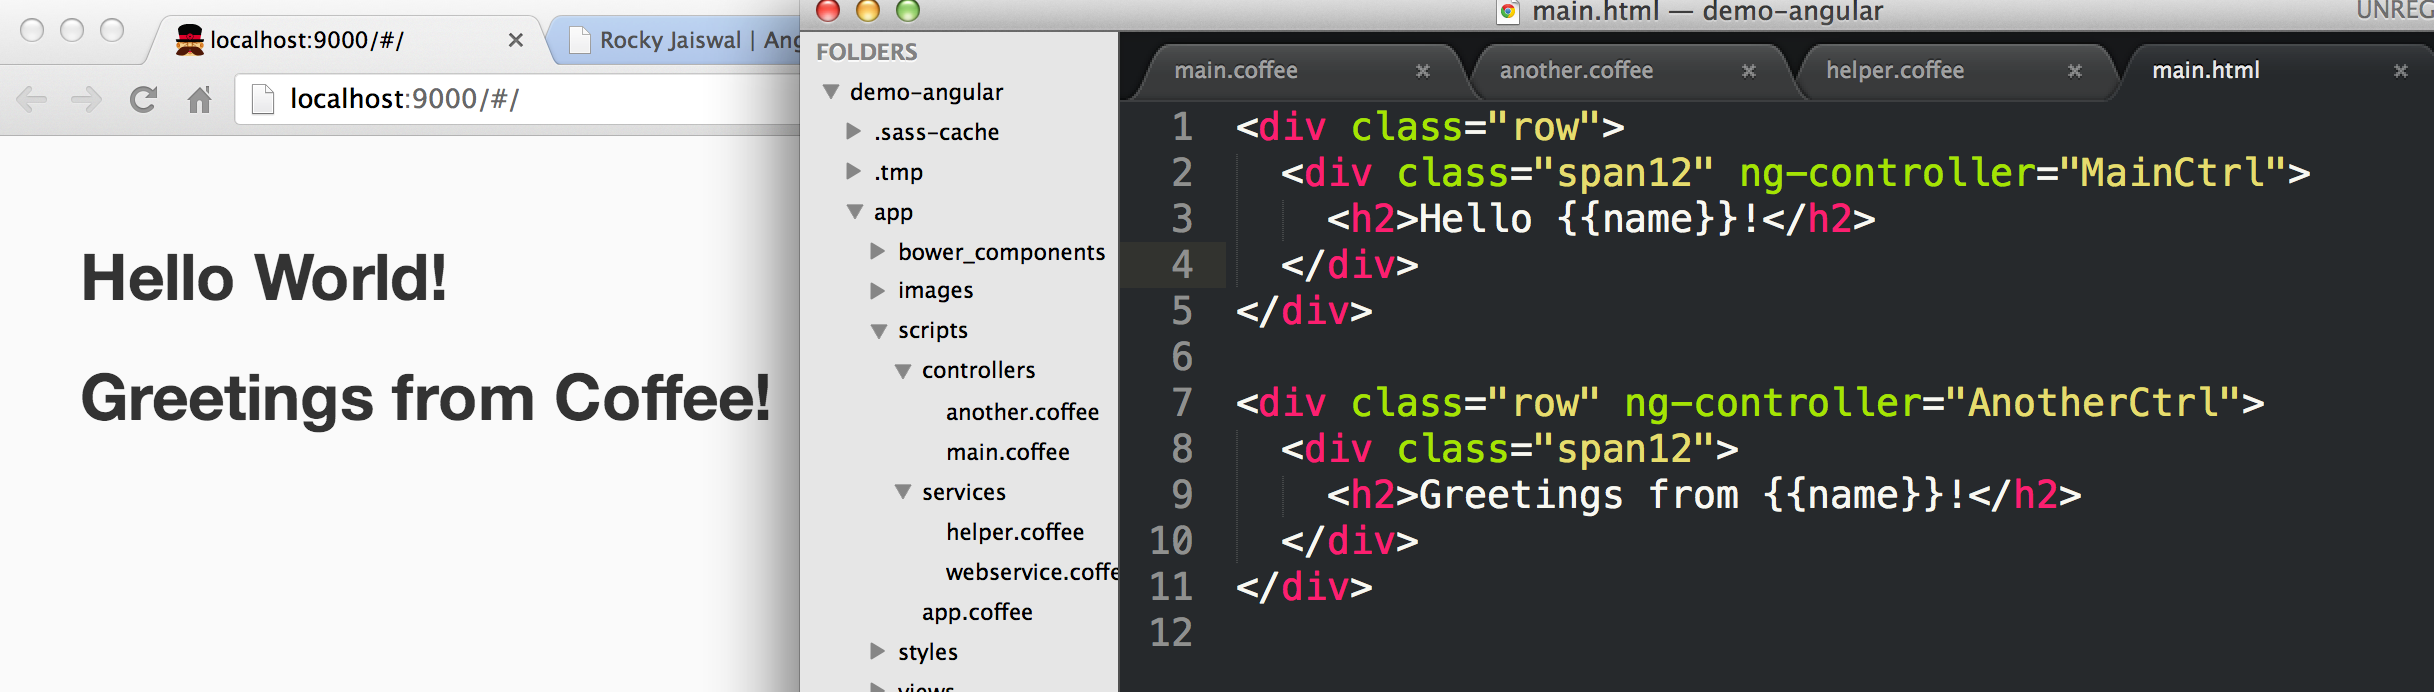 localhost:9000/#/
Rocky Jaiswal | Ang
localhost:9000/#/
Hello World!
Greetings from Coffee!
main.html — demo-angular
UNREG
FOLDERS
demo-angular
.sass-cache
.tmp
app
bower_components
images
scripts
controllers
another.coffee
main.coffee
services
helper.coffee
webservice.coffe
app.coffee
styles
views
main.coffee
another.coffee
helper.coffee
main.html
1 <div class="row">
2 <div class="span12" ng-controller="MainCtrl">
3 <h2>Hello {{name}}!</h2>
4 </div>
5 </div>
6
7 <div class="row" ng-controller="AnotherCtrl">
8 <div class="span12">
9 <h2>Greetings from {{name}}!</h2>
10 </div>
11 </div>
12